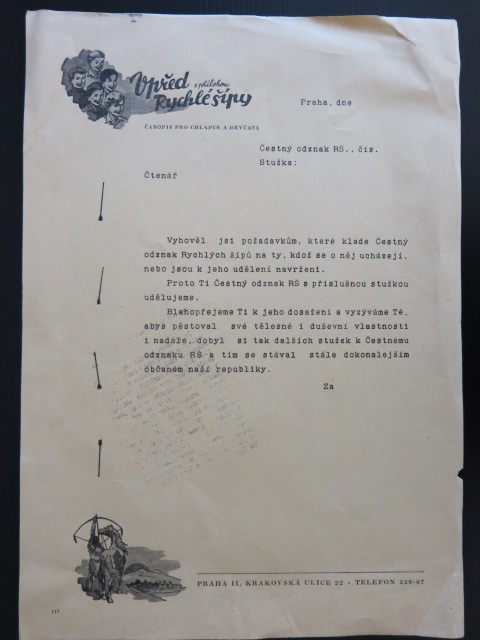 Vpřed s přílohou
Rychlé šípy
ČASOPIS PRO CHLAPCE A DĚVČATA
Praha, dne
Čestný odznak RŠ., čís.
Stužka:
Čtenář
Vyhověl jsi požadavkům, které klade Čestný
odznak Rychlých šípů na ty, kdož se o něj ucházejí,
nebo jsou k jeho udělení navrženi.
Proto Ti Čestný odznak RŠ s příslušnou stužkou
udělujeme.
Blahopřejeme Ti k jeho dosažení a vyzýváme Tě,
abys pěstoval své tělesné i duševní vlastnosti
i nadále, dobyl si tak dalších stužek k Čestnému
odznaku RŠ a tím se stával stále dokonalejším
občanem naší republiky.
Za
PRAHA II, KRAKOVSKÁ ULICE 22 · TELEFON 529-67
117